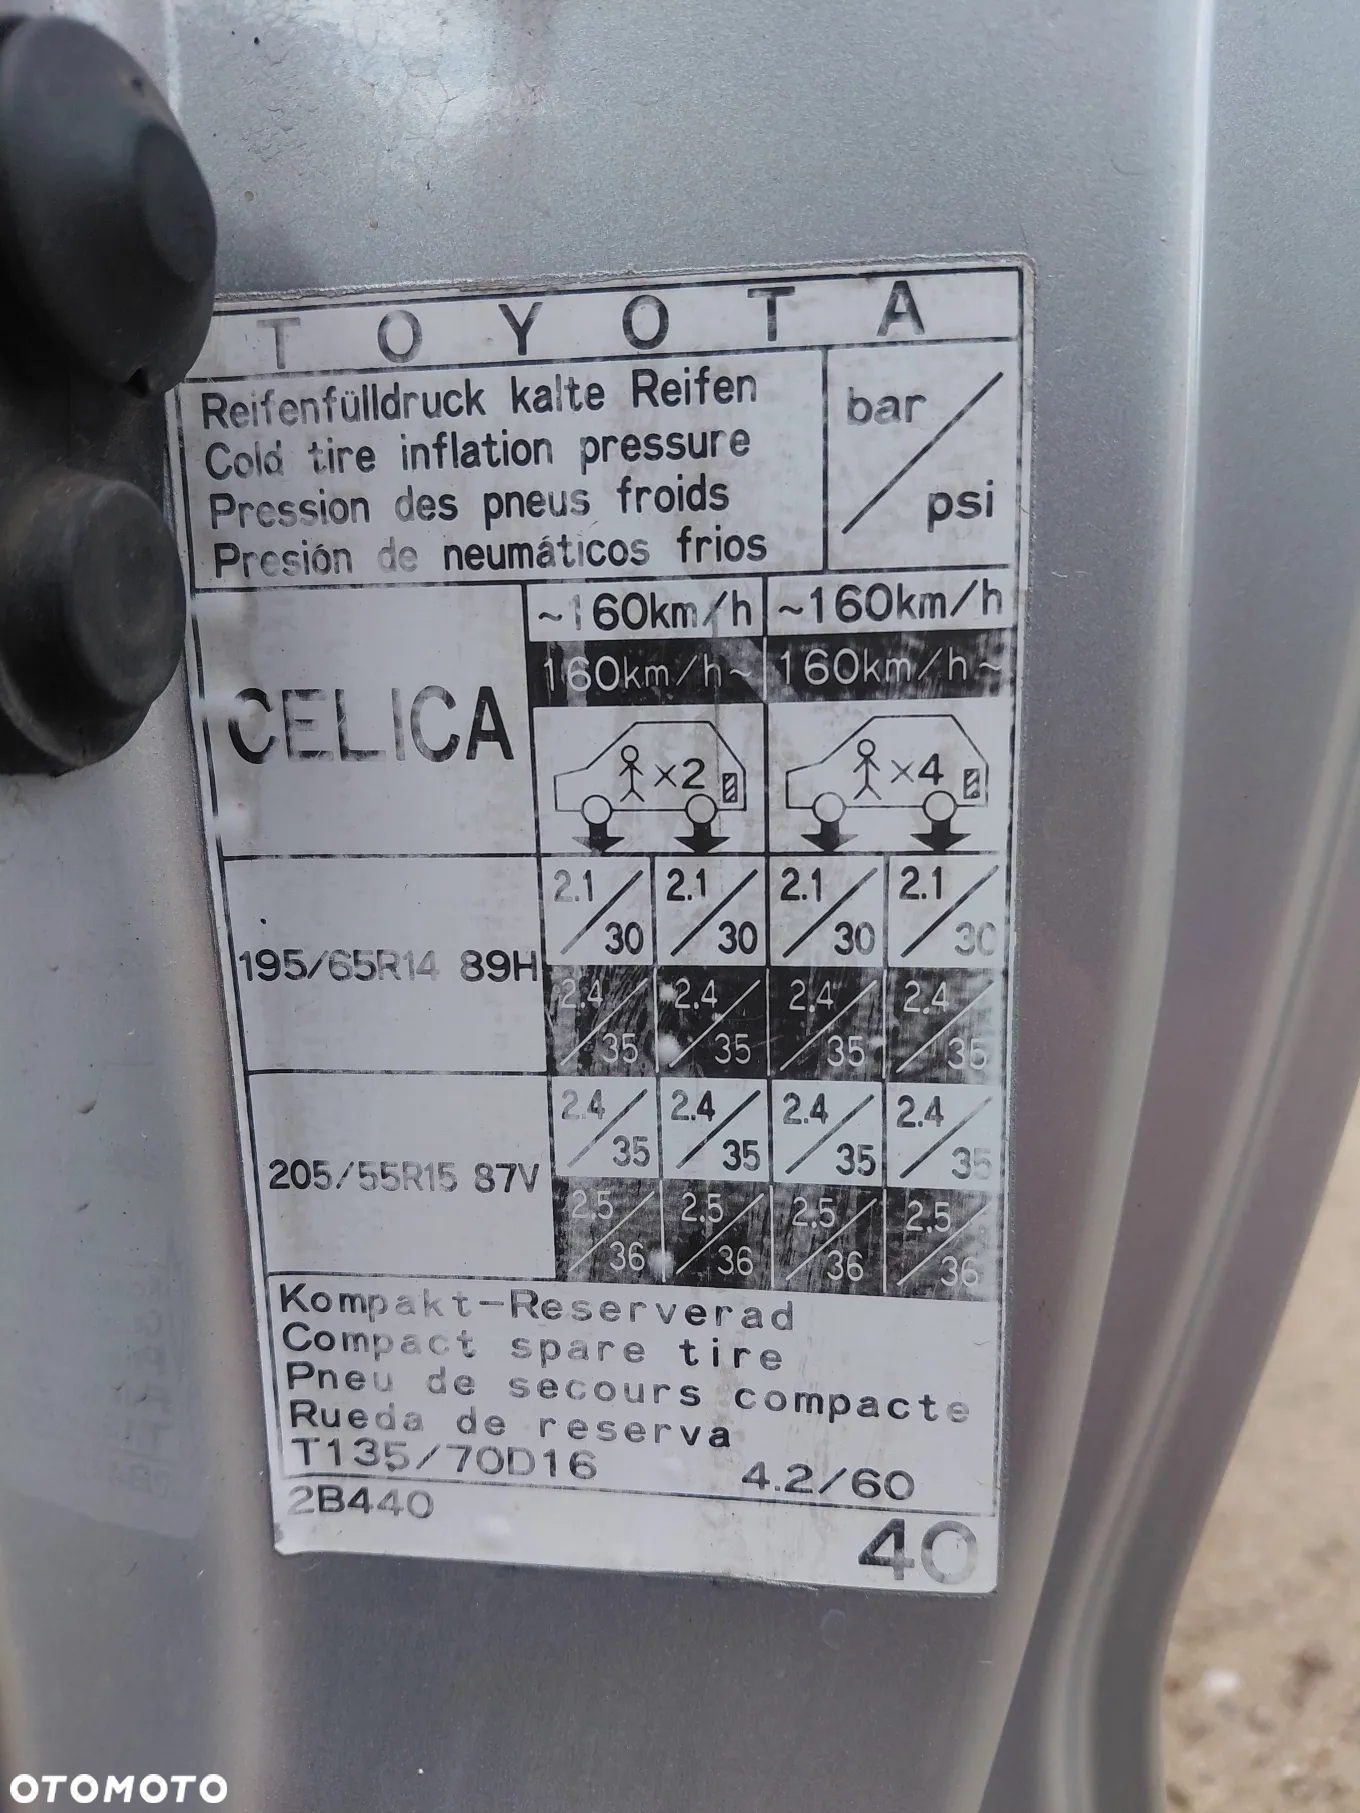 TOYOTA
Reifenfülldruck kalte Reifen
Cold tire inflation pressure
Pression des pneus froids
Presión de neumáticos frios
bar/psi
CELICA
~160km/h ~160km/h
160km/h~ 160km/h~
×2 ×4
195/65R14 89H
2.1/30 2.1/30 2.1/30 2.1/30
2.4/35 2.4/35 2.4/35 2.4/35
205/55R15 87V
2.4/35 2.4/35 2.4/35 2.4/35
2.5/36 2.5/36 2.5/36 2.5/36
Kompakt-Reserverad
Compact spare tire
Pneu de secours compacte
Rueda de reserva
T135/70D16 4.2/60
2B440
40
OTOMOTO